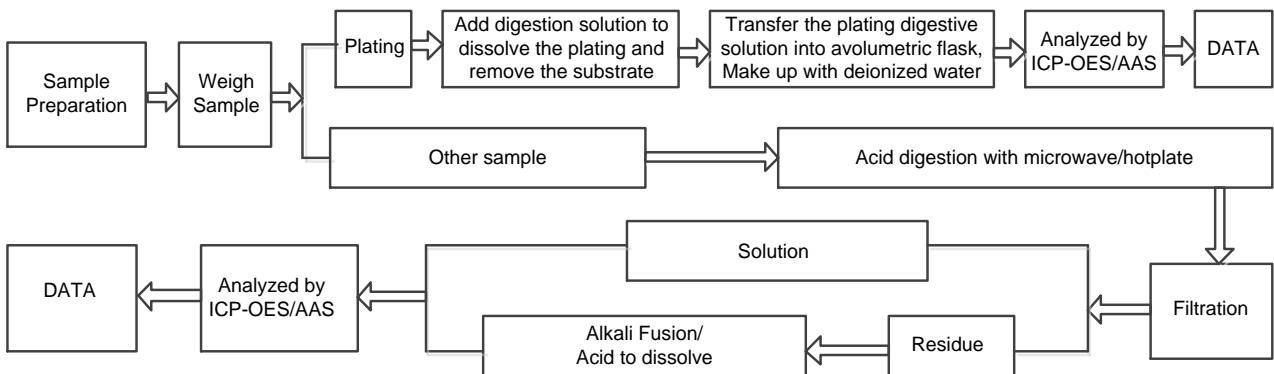 Sample
Preparation
Weigh
Sample
Plating
Add digestion solution to
dissolve the plating and
remove the substrate
Transfer the plating digestive
solution into avolumetric flask,
Make up with deionized water
Analyzed by
ICP-OES/AAS
DATA
Other sample
Acid digestion with microwave/hotplate
Filtration
Solution
Residue
Alkali Fusion/
Acid to dissolve
Analyzed by
ICP-OES/AAS
DATA